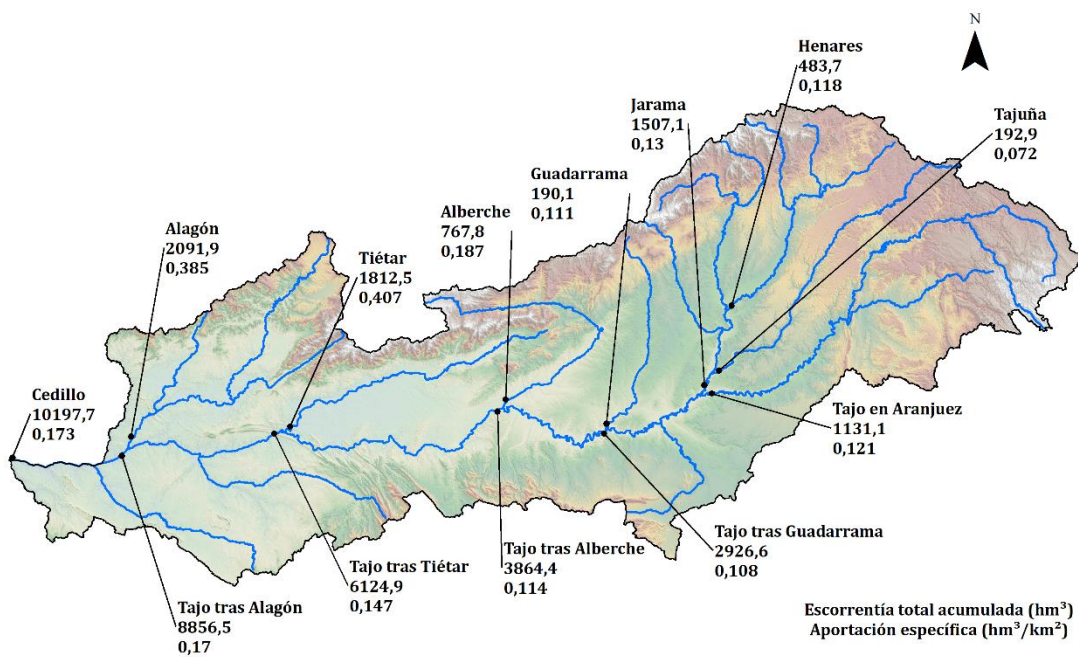 N
Henares
483,7
0,118
Jarama
1507,1
0,13
Tajuña
192,9
0,072
Guadarrama
190,1
0,111
Alberche
767,8
0,187
Alagón
2091,9
0,385
Tiétar
1812,5
0,407
Cedillo
10197,7
0,173
Tajo en Aranjuez
1131,1
0,121
Tajo tras Guadarrama
2926,6
0,108
Tajo tras Alberche
3864,4
0,114
Tajo tras Tiétar
6124,9
0,147
Tajo tras Alagón
8856,5
0,17
Escorrentía total acumulada (hm³)
Aportación específica (hm³/km²)